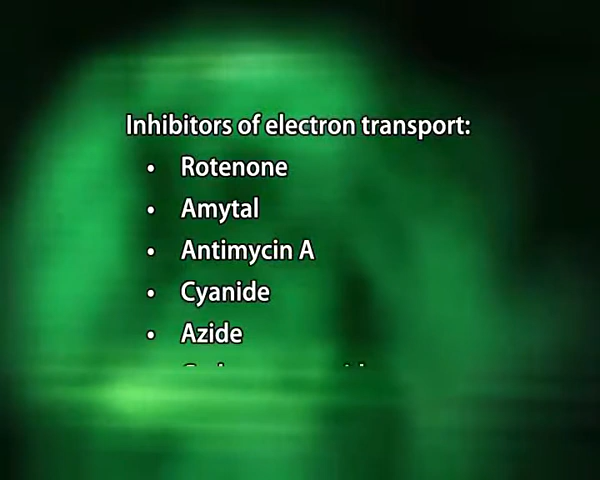 Inhibitors of electron transport:
• Rotenone
• Amytal
• Antimycin A
• Cyanide
• Azide